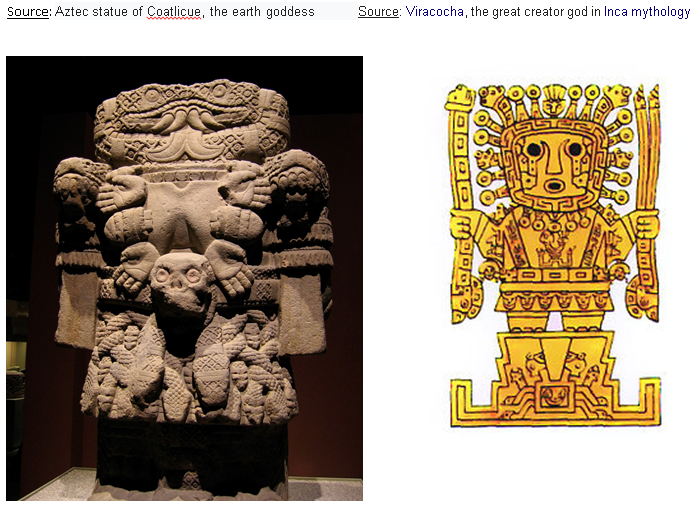 Source: Aztec statue of Coatlicue, the earth goddess
Source: Viracocha, the great creator god in Inca mythology